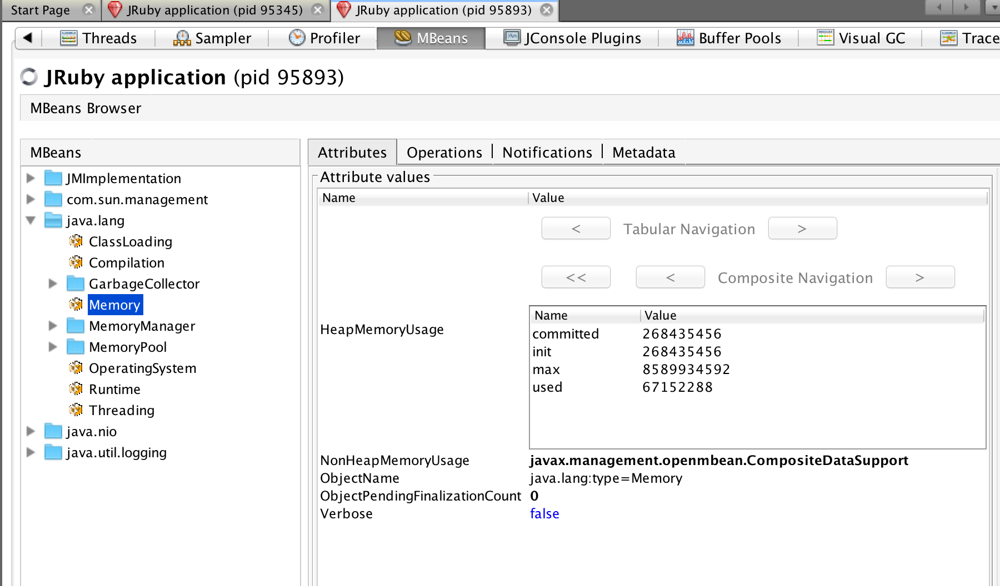 Start Page JRuby application (pid 95345) JRuby application (pid 95893)
Threads Sampler Profiler MBeans JConsole Plugins Buffer Pools Visual GC Trace
JRuby application (pid 95893)
MBeans Browser
MBeans
JMImplementation
com.sun.management
java.lang
ClassLoading
Compilation
GarbageCollector
Memory
MemoryManager
MemoryPool
OperatingSystem
Runtime
Threading
java.nio
java.util.logging
Attributes Operations Notifications Metadata
Attribute values
Name Value
< Tabular Navigation >
<< < Composite Navigation >
HeapMemoryUsage
Name Value
committed 268435456
init 268435456
max 8589934592
used 67152288
NonHeapMemoryUsage javax.management.openmbean.CompositeDataSupport
ObjectName java.lang:type=Memory
ObjectPendingFinalizationCount 0
Verbose false